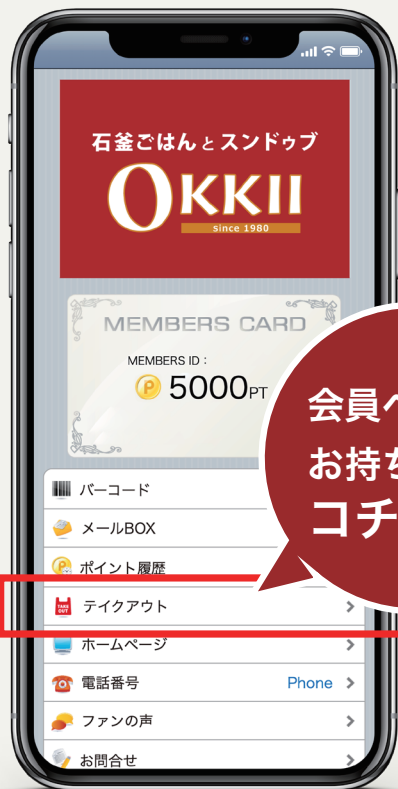 石釜ごはんとスンドゥブ
OKKII
since 1980
MEMBERS CARD
MEMBERS ID：
P 5000PT
会員
お持
コチ
バーコード
メールBOX
ポイント履歴
TAKE OUT テイクアウト
ホームページ
電話番号 Phone
ファンの声
お問合せ